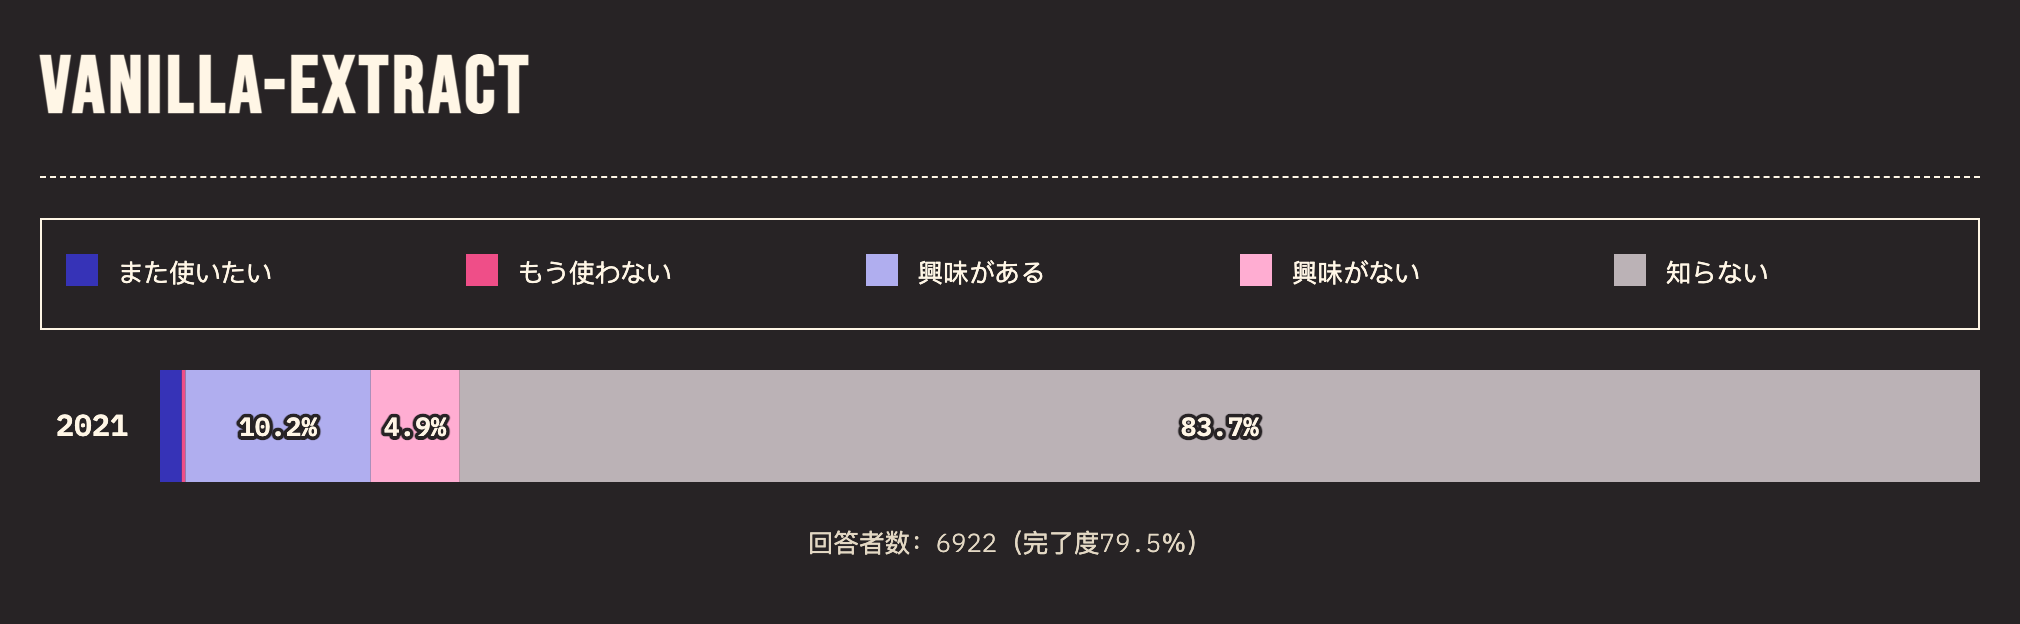 VANILLA-EXTRACT
また使いたい もう使わない 興味がある 興味がない 知らない
2021 10.2% 4.9% 83.7%
回答者数: 6922 (完了度79.5%)